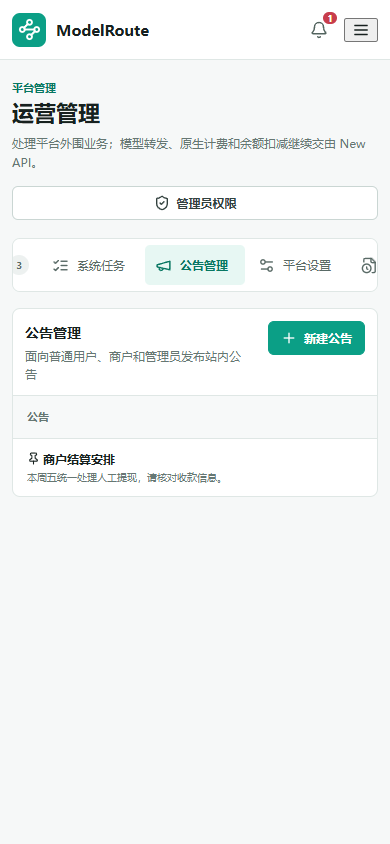 ModelRoute
1
平台管理
运营管理
处理平台外围业务；模型转发、原生计费和余额扣减继续交由 New
API。
管理员权限
3
系统任务
公告管理
平台设置
公告管理
新建公告
面向普通用户、商户和管理员发布站内公
告
公告
商户结算安排
本周五统一处理人工提现，请核对收款信息。